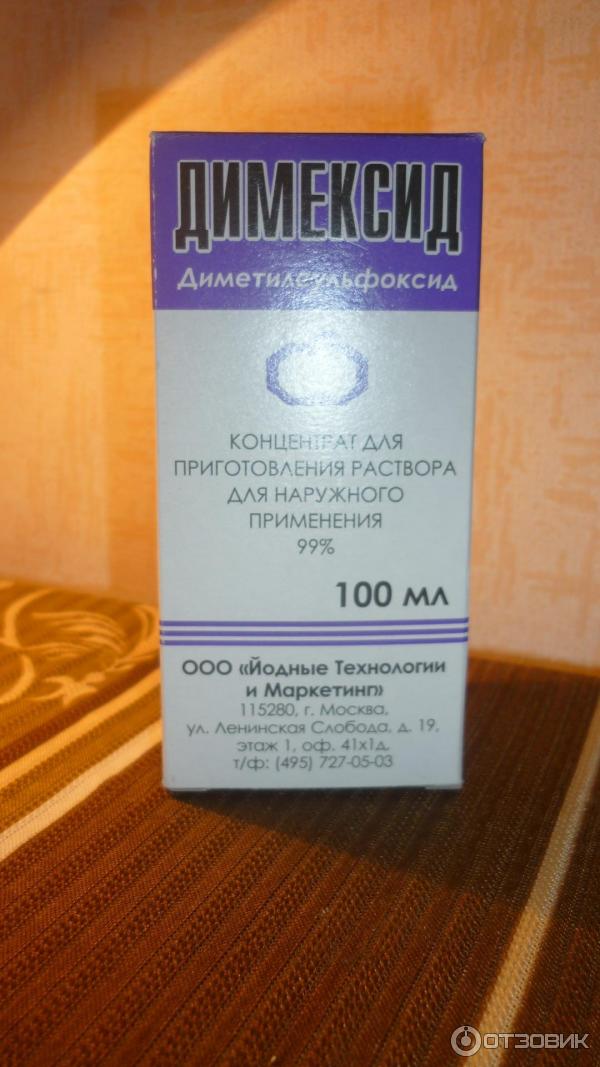 ДИМЕКСИД
Диметилсульфоксид
КОНЦЕНТРАТ ДЛЯ
ПРИГОТОВЛЕНИЯ РАСТВОРА
ДЛЯ НАРУЖНОГО
ПРИМЕНЕНИЯ
99%
100 мл
ООО «Йодные Технологии
и Маркетинг»
115280, г. Москва,
ул. Ленинская Слобода, д. 19,
этаж 1, оф. 41х1д.
т/ф: (495) 727-05-03
ОТЗОВИК